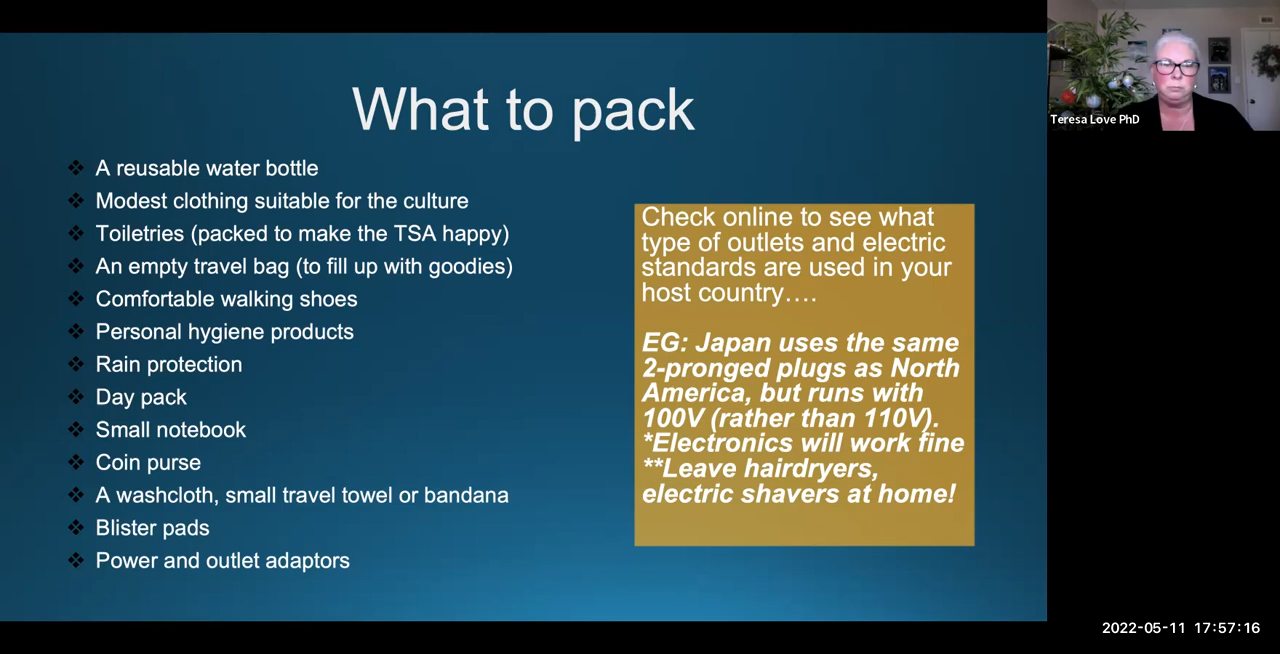 What to pack
A reusable water bottle
Modest clothing suitable for the culture
Toiletries (packed to make the TSA happy)
An empty travel bag (to fill up with goodies)
Comfortable walking shoes
Personal hygiene products
Rain protection
Day pack
Small notebook
Coin purse
A washcloth, small travel towel or bandana
Blister pads
Power and outlet adaptors
Check online to see what
type of outlets and electric
standards are used in your
host country….
EG: Japan uses the same
2-pronged plugs as North
America, but runs with
100V (rather than 110V).
*Electronics will work fine
**Leave hairdryers,
electric shavers at home!
Teresa Love PhD
2022-05-11 17:57:16